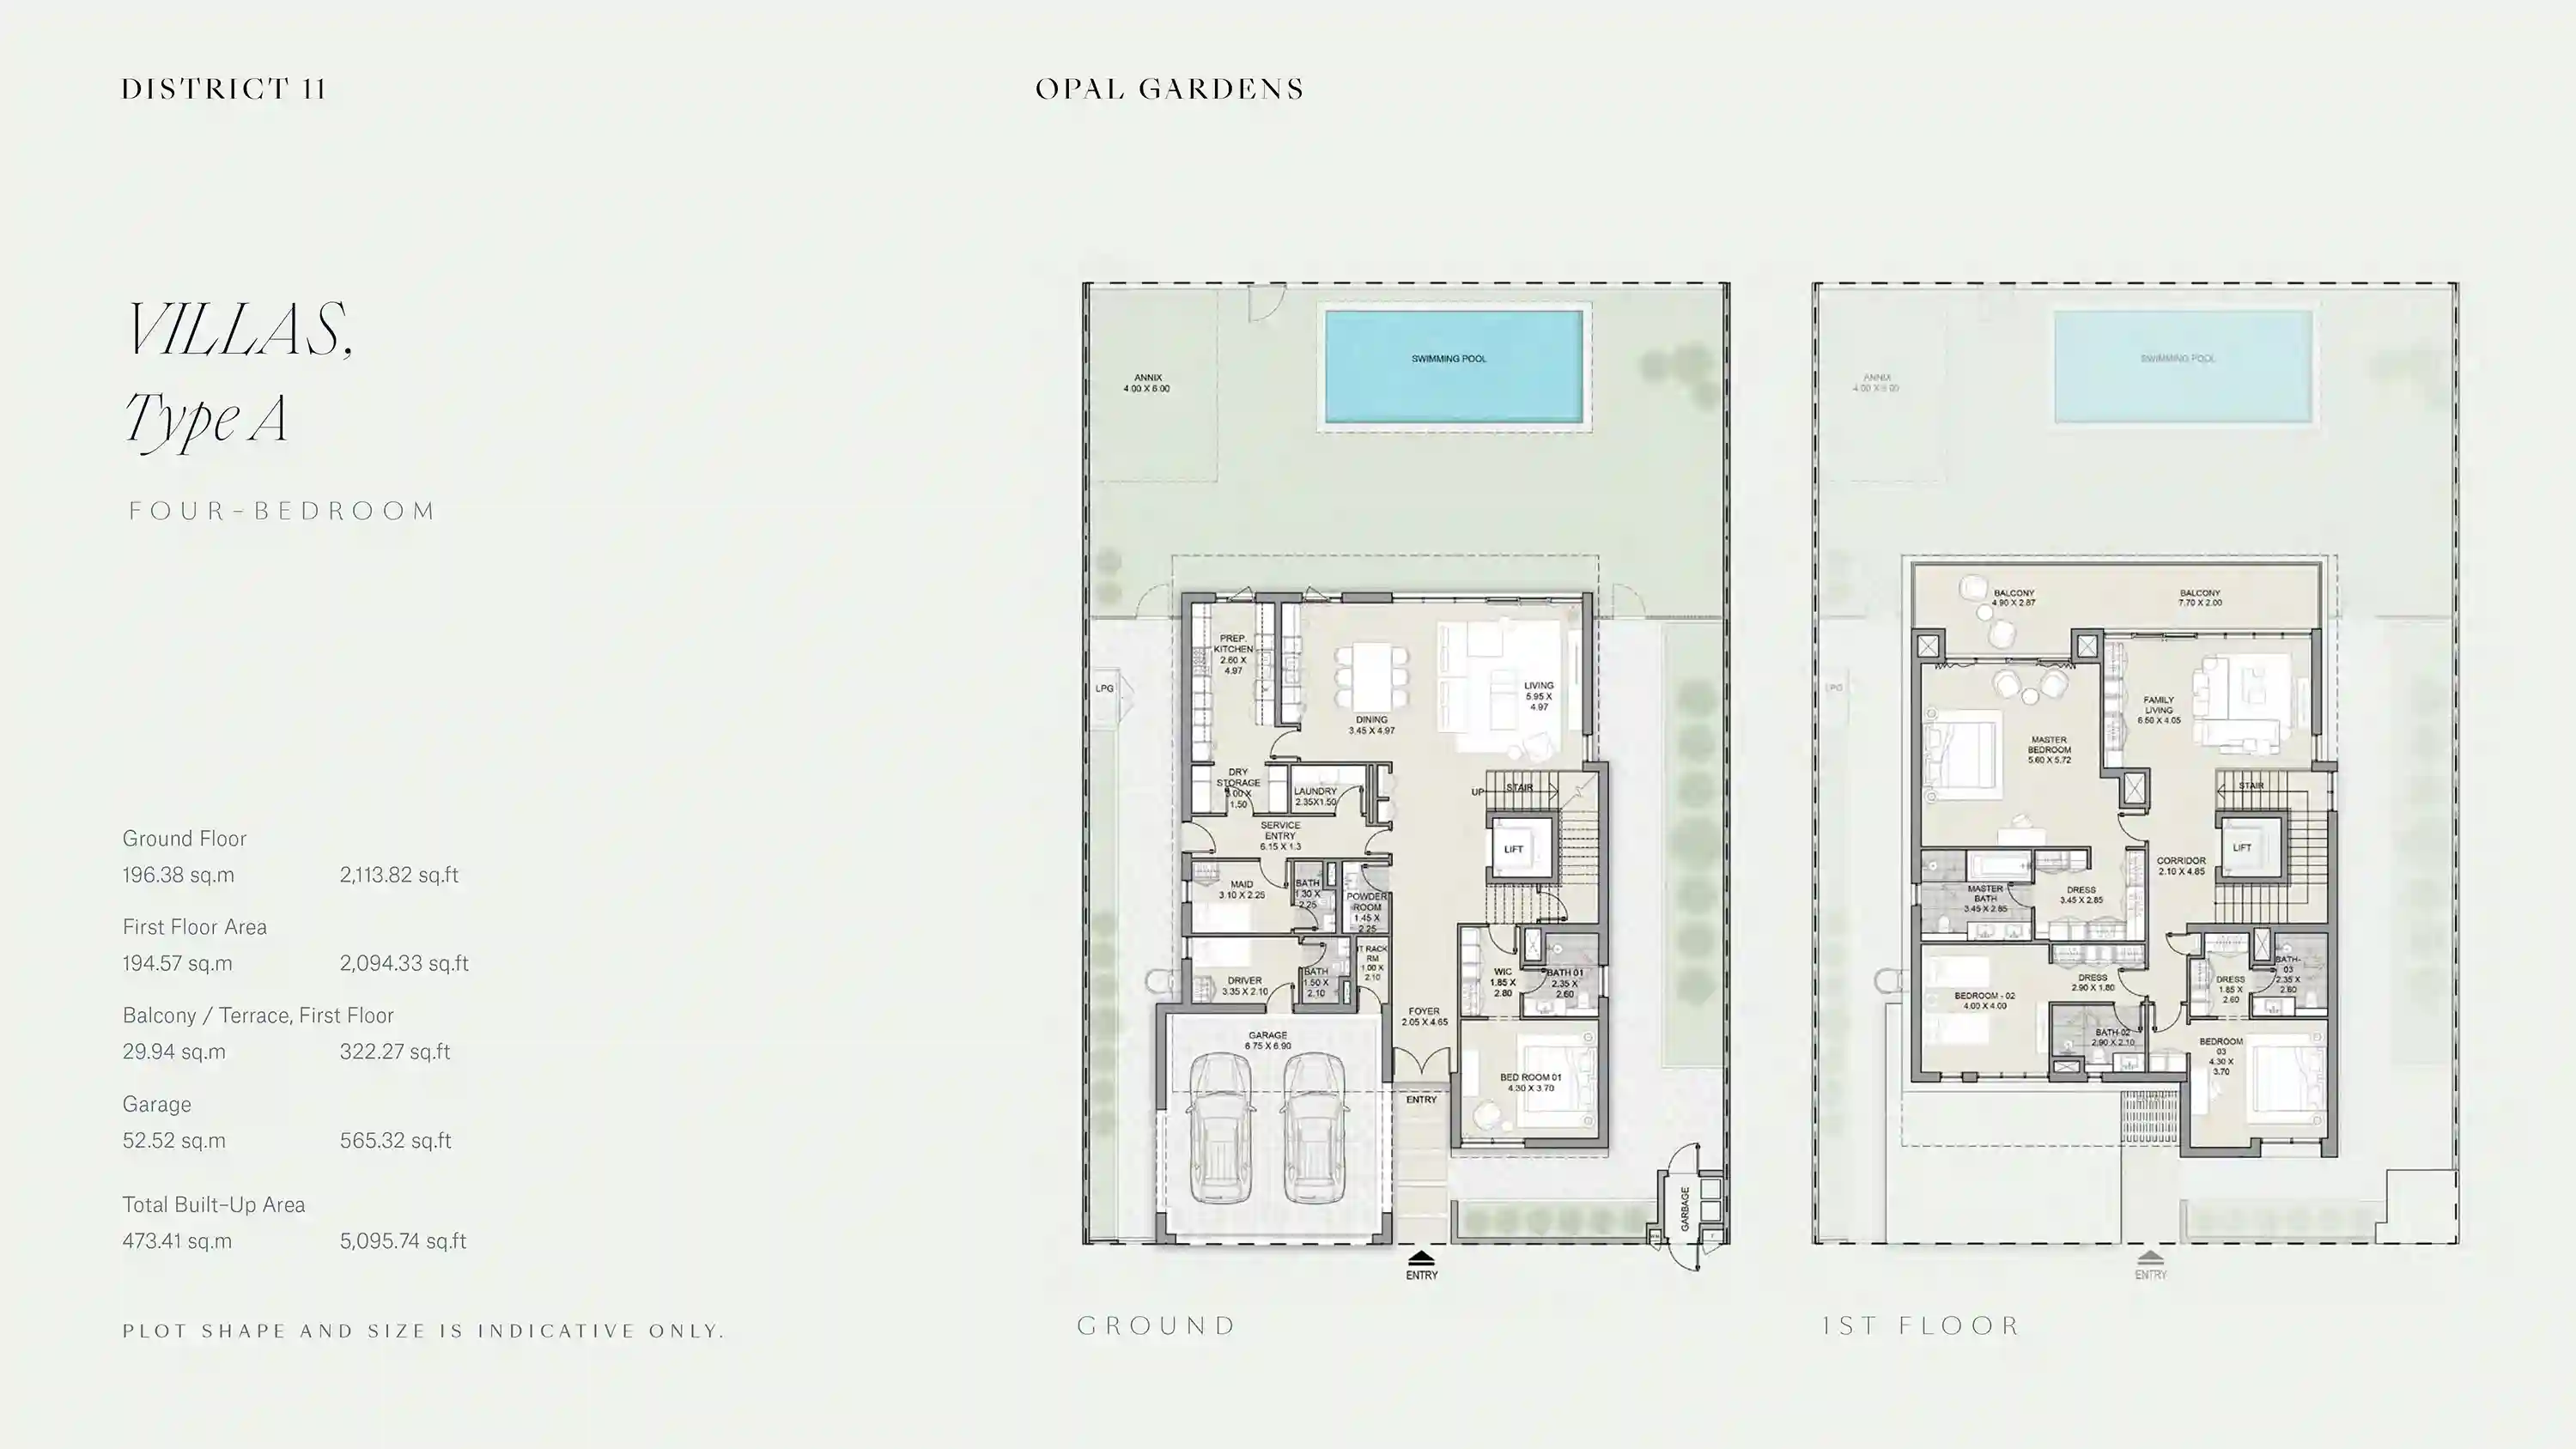 DISTRICT 11
OPAL GARDENS
VILLAS,
Type A
FOUR-BEDROOM
Ground Floor
196.38 sq.m 2,113.82 sq.ft
First Floor Area
194.57 sq.m 2,094.33 sq.ft
Balcony / Terrace, First Floor
29.94 sq.m 322.27 sq.ft
Garage
52.52 sq.m 565.32 sq.ft
Total Built-Up Area
473.41 sq.m 5,095.74 sq.ft
PLOT SHAPE AND SIZE IS INDICATIVE ONLY.
SWIMMING POOL
ANNIX
4.00 X 6.00
PREP.
KITCHEN
2.60 X
4.97
LPG
LIVING
5.95 X
4.97
DINING
3.45 X 4.97
DRY
STORAGE
3.00 X
1.50
LAUNDRY
2.35X1.50
UP
STAIR
SERVICE
ENTRY
6.15 X 1.3
LIFT
MAID
3.10 X 2.25
BATH
1.30 X
2.25
POWDER
ROOM
1.45 X
2.25
IT RACK
RM
1.00 X
2.10
DRIVER
3.35 X 2.10
BATH
1.50 X
2.10
WIC
1.85 X
2.80
BATH 01
2.35 X
2.60
FOYER
2.05 X 4.65
GARAGE
6.75 X 6.90
BED ROOM 01
4.30 X 3.70
ENTRY
GARBAGE
ENTRY
GROUND
SWIMMING POOL
ANNIX
4.00 X 6.00
BALCONY
4.90 X 2.87
BALCONY
7.70 X 2.00
LPG
FAMILY
LIVING
6.50 X 4.05
MASTER
BEDROOM
5.60 X 5.72
STAIR
LIFT
CORRIDOR
2.10 X 4.85
MASTER
BATH
3.45 X 2.85
DRESS
3.45 X 2.85
DRESS
2.90 X 1.80
BEDROOM - 02
4.00 X 4.00
DRESS
1.85 X
2.60
BATH-
03
2.35 X
2.60
BATH-02
2.90 X 2.10
BEDROOM
03
4.30 X
3.70
ENTRY
1ST FLOOR